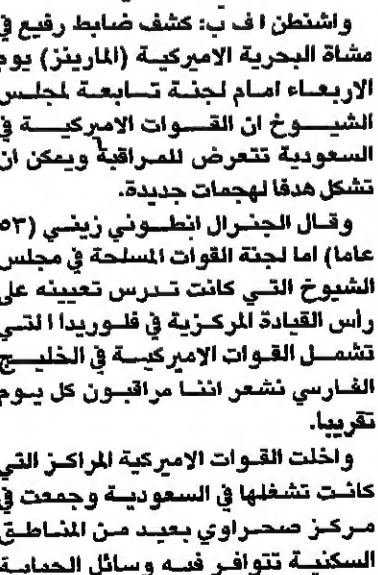 واشنطن ا ف ب: كشف ضابط رفيع في
مشاة البحرية الاميركية (المارينز) يوم
الاربعاء امام لجنة تابعة لمجلس
الشيوخ ان القوات الاميركية في
السعودية تتعرض للمراقبة ويمكن ان
تشكل هدفا لهجمات جديدة.
وقال الجنرال انطوني زيني (٥٣
عاما) اما لجنة القوات المسلحة في مجلس
الشيوخ التي كانت تدرس تعيينه على
رأس القيادة المركزية في فلوريدا التي
تشمل القوات الاميركية في الخليج
الفارسي نشعر اننا مراقبون كل يوم
تقريبا.
واخلت القوات الاميركية المراكز التي
كانت تشغلها في السعودية وجمعت في
مركز صحراوي بعيد من المناطق
السكنية تتوافر فيه وسائل الحماية